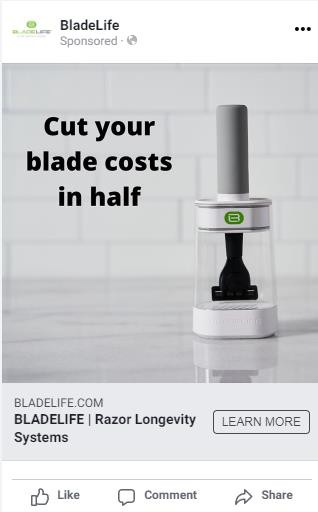 BLADELIFE
BladeLife
Sponsored ·
Cut your
blade costs
in half
BLADELIFE.COM
BLADELIFE | Razor Longevity
Systems
LEARN MORE
Like
Comment
Share